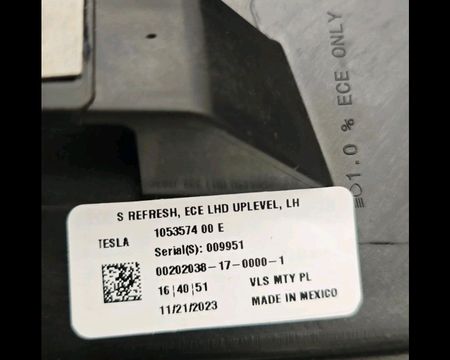 1.0 % ECE ONLY
S REFRESH, ECE LHD UPLEVEL, LH
TESLA
1053574 00 E
Serial(S): 009951
00202038-17-0000-1
16|40|51
VLS MTY PL
11/21/2023
MADE IN MEXICO